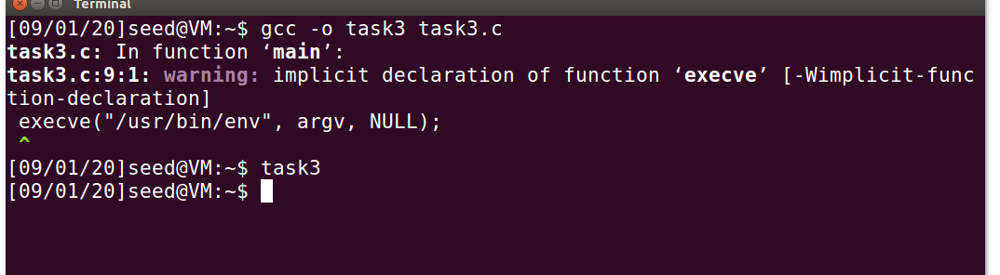 Terminal
[09/01/20]seed@VM:~$ gcc -o task3 task3.c
task3.c: In function ‘main’:
task3.c:9:1: warning: implicit declaration of function ‘execve’ [-Wimplicit-func
tion-declaration]
 execve("/usr/bin/env", argv, NULL);
 ^
[09/01/20]seed@VM:~$ task3
[09/01/20]seed@VM:~$